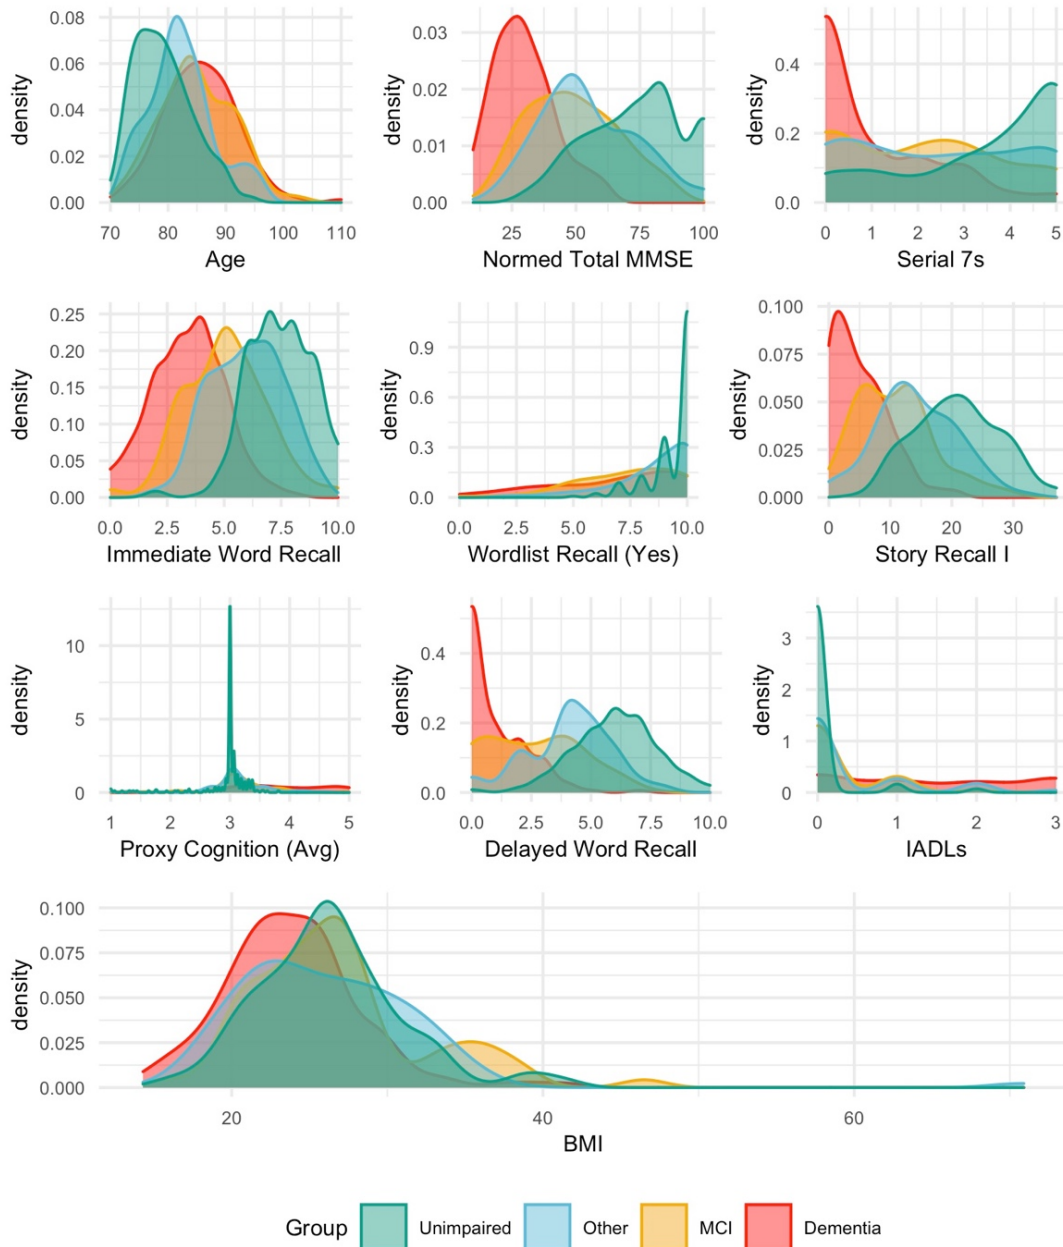 0.08
0.06
0.04
0.02
0.00
density
70 80 90 100 110
Age
0.03
0.02
0.01
0.00
density
25 50 75 100
Normed Total MMSE
0.4
0.2
0.0
density
0 1 2 3 4 5
Serial 7s
0.25
0.20
0.15
0.10
0.05
0.00
density
0.0 2.5 5.0 7.5 10.0
Immediate Word Recall
0.9
0.6
0.3
0.0
density
0.0 2.5 5.0 7.5 10.0
Wordlist Recall (Yes)
0.100
0.075
0.050
0.025
0.000
density
0 10 20 30
Story Recall I
10
5
0
density
1 2 3 4 5
Proxy Cognition (Avg)
0.4
0.2
0.0
density
0.0 2.5 5.0 7.5 10.0
Delayed Word Recall
3
2
1
0
density
0 1 2 3
IADLs
0.100
0.075
0.050
0.025
0.000
density
20 40 60
BMI
Group Unimpaired Other MCI Dementia